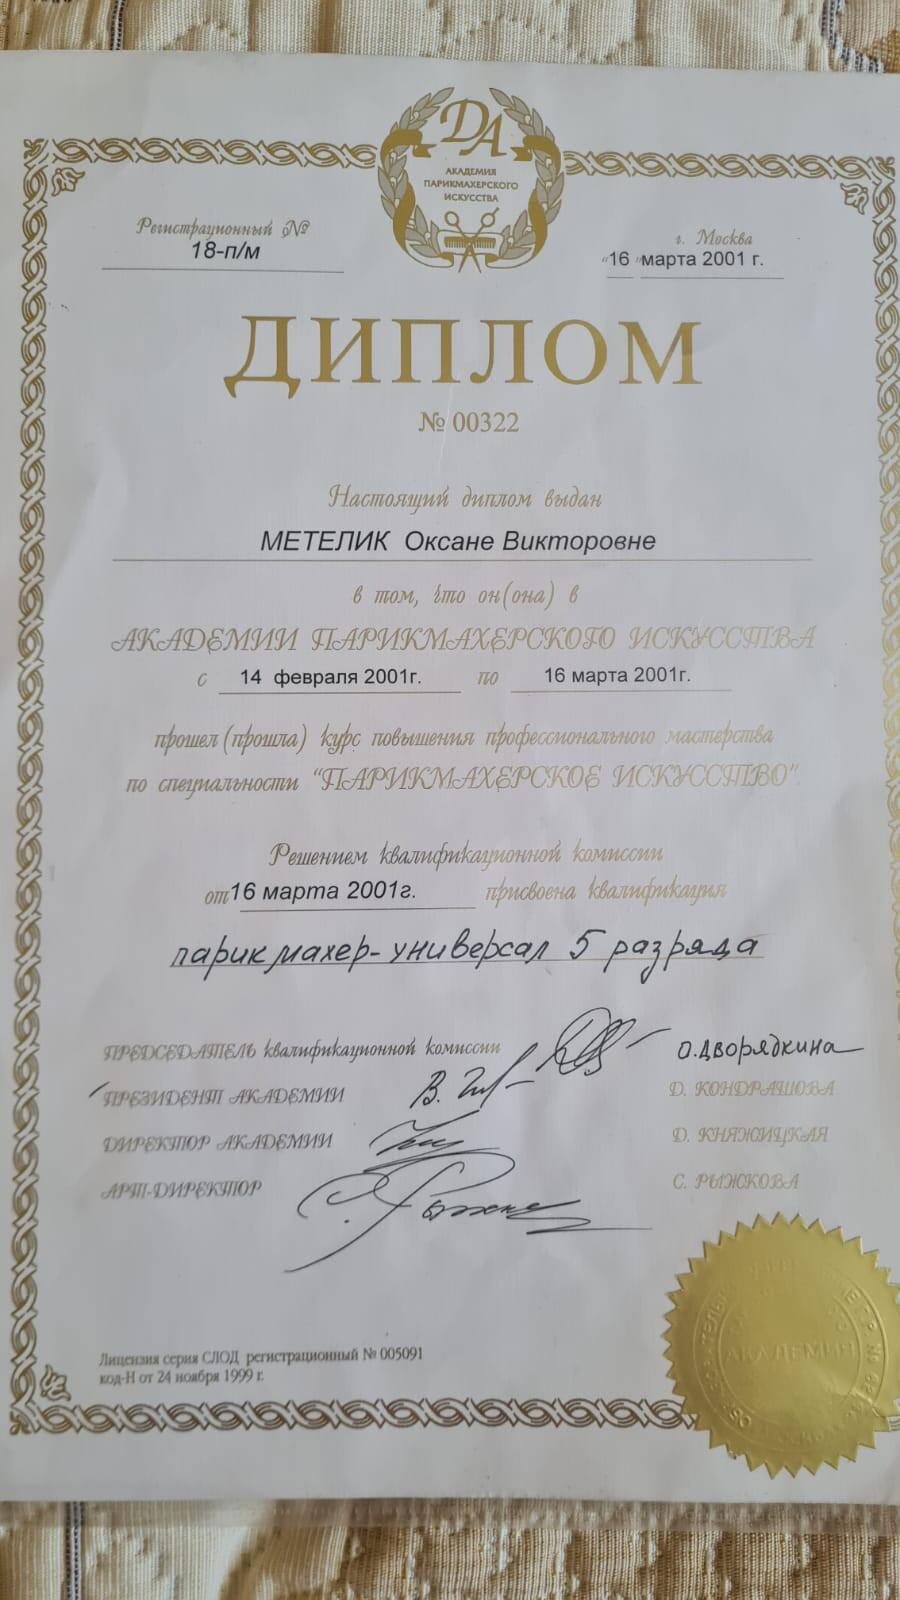 DA
АКАДЕМИЯ
ПАРИКМАХЕРСКОГО
ИСКУССТВА
Регистрационный №
18-п/м
г. Москва
"16" марта 2001 г.
ДИПЛОМ
№ 00322
Настоящий диплом выдан
МЕТЕЛИК Оксане Викторовне
в том, что он(она) в
АКАДЕМИИ ПАРИКМАХЕРСКОГО ИСКУССТВА
с 14 февраля 2001г. по 16 марта 2001г.
прошел (прошла) курс повышения профессионального мастерства
по специальности "ПАРИКМАХЕРСКОЕ ИСКУССТВО".
Решением квалификационной комиссии
от 16 марта 2001г. присвоена квалификация
парикмахер-универсал 5 разряда
ПРЕДСЕДАТЕЛЬ квалификационной комиссии О.Дворядкина
ПРЕЗИДЕНТ АКАДЕМИИ Д. КОНДРАШОВА
ДИРЕКТОР АКАДЕМИИ Д. КНЯЖИЦКАЯ
АРТ-ДИРЕКТОР С. РЫЖКОВА
Лицензия серия СЛОД регистрационный № 005091
код-Н от 24 ноября 1999 г.
АКАДЕМИЯ